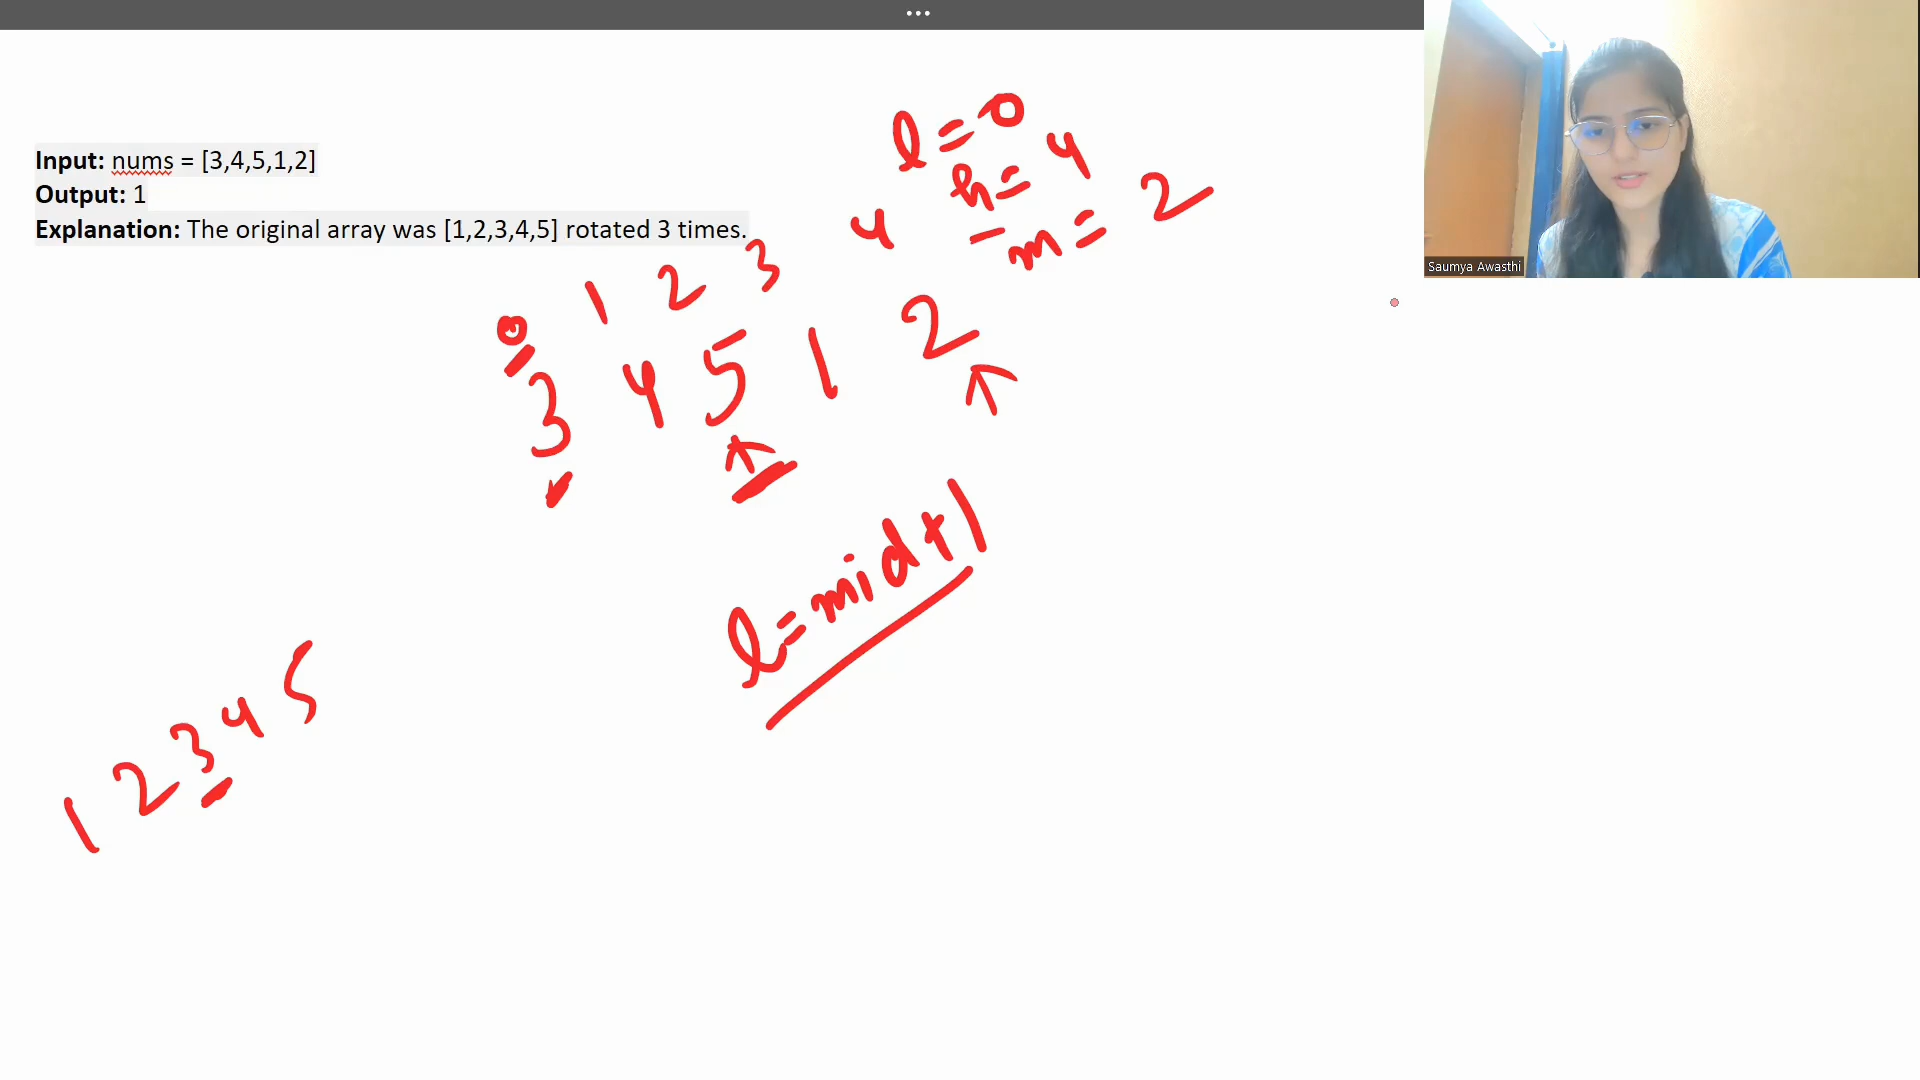 •••
Input: nums = [3,4,5,1,2]
Output: 1
Explanation: The original array was [1,2,3,4,5] rotated 3 times.
l=0
h=4
m=2
0 1 2 3 4
3 4 5 1 2
l=mid+1
1 2 3 4 5
Saumya Awasthi